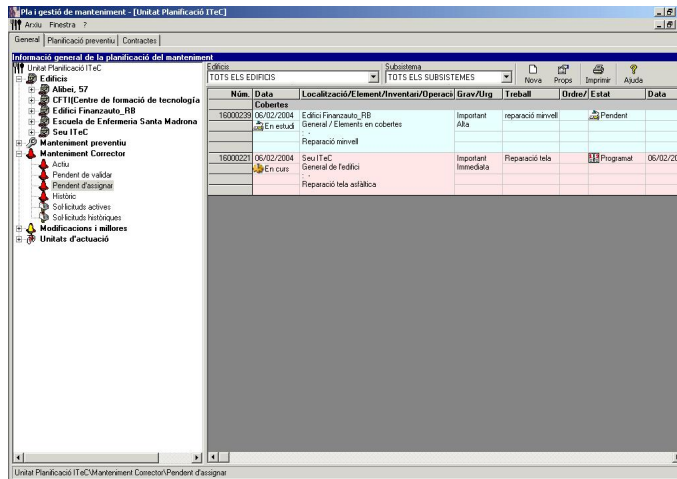 Pla i gestió de manteniment - [Unitat Planificació ITeC]
Arxiu Finestra ?
General Planificació preventiu Contractes
Informació general de la planificació del manteniment
Unitat Planificació ITeC
Edificis
Alibei, 57
CFTI(Centre de formació de tecnología
Edifici Finanzauto_RB
Escuela de Enfermeria Santa Madrona
Seu ITeC
Manteniment preventiu
Manteniment Corrector
Actiu
Pendent de validar
Pendent d'assignar
Històric
Sol·licituds actives
Sol·licituds històriques
Modificacions i millores
Unitats d'actuació
Edificis Subsistema
TOTS ELS EDIFICIS TOTS ELS SUBSISTEMES Nova Props Imprimir Ajuda
Núm. Data Localització/Element/Inventari/Operaci Grav/Urg Treball Ordre/ Estat Data
Cobertes
16000239 06/02/2004 Edifici Finanzauto_RB Important reparació minvell Pendent
En estudi General / Elements en cobertes Alta
. .
Reparació minvell
16000221 06/02/2004 Seu ITeC Important Reparació tela Programat 06/02/20
En curs General de l'edifici Immediata
. .
Reparació tela asfàltica
Unitat Planificació ITeC\Manteniment Corrector\Pendent d'assignar